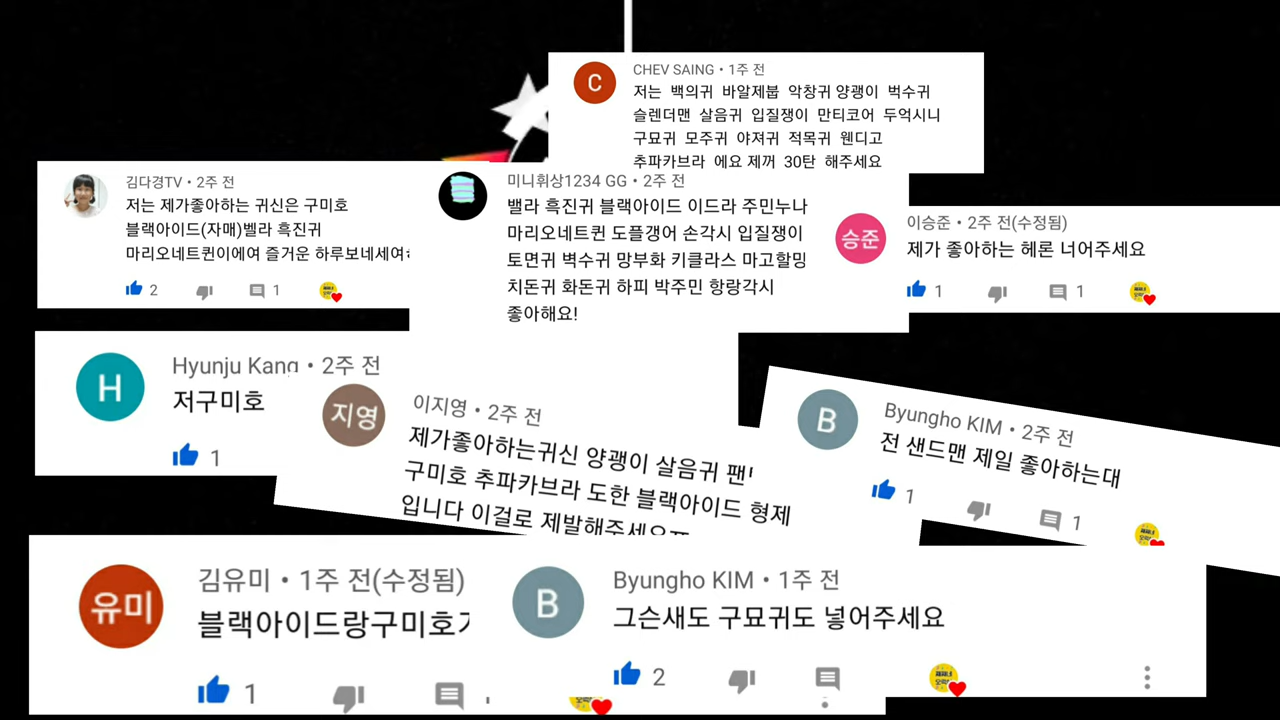 C
CHEV SAING • 1주 전
저는 백의귀 바알제붑 악창귀 양괭이 벅수귀
슬렌더맨 살음귀 입질쟁이 만티코어 두억시니
구묘귀 모주귀 야져귀 적목귀 웬디고
추파카브라 에요 제꺼 30탄 해주세요
김다경TV • 2주 전
저는 제가좋아하는 귀신은 구미호
블랙아이드(자매)벨라 흑진귀
마리오네트퀸이에여 즐거운 하루보네세여
2
1
미니휘상1234 GG • 2주 전
밸라 흑진귀 블랙아이드 이드라 주민누나
마리오네트퀸 도플갱어 손각시 입질쟁이
토면귀 벽수귀 망부화 키클라스 마고할밍
치돈귀 화돈귀 하피 박주민 항랑각시
좋아해요!
승준
이승준 • 2주 전(수정됨)
제가 좋아하는 헤론 너어주세요
1
1
H
Hyunju Kang • 2주 전
저구미호
1
지영
이지영 • 2주 전
제가좋아하는귀신 양괭이 살음귀
구미호 추파카브라 도한 블랙아이드 형제
입니다 이걸로 제발해주세요
B
Byungho KIM • 2주 전
전 샌드맨 제일 좋아하는대
1
1
유미
김유미 • 1주 전(수정됨)
블랙아이드랑구미호
1
B
Byungho KIM • 1주 전
그슨새도 구묘귀도 넣어주세요
2